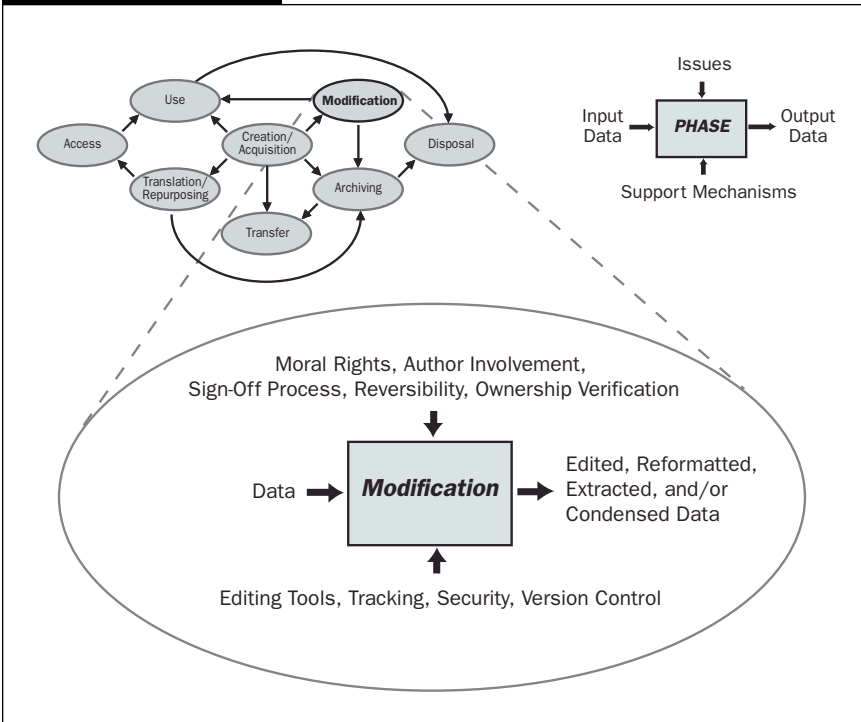 Use
Modification
Access
Creation/
Acquisition
Disposal
Translation/
Repurposing
Archiving
Transfer
Issues
Input
Data
PHASE
Output
Data
Support Mechanisms
Moral Rights, Author Involvement,
Sign-Off Process, Reversibility, Ownership Verification
Data
Modification
Edited, Reformatted,
Extracted, and/or
Condensed Data
Editing Tools, Tracking, Security, Version Control